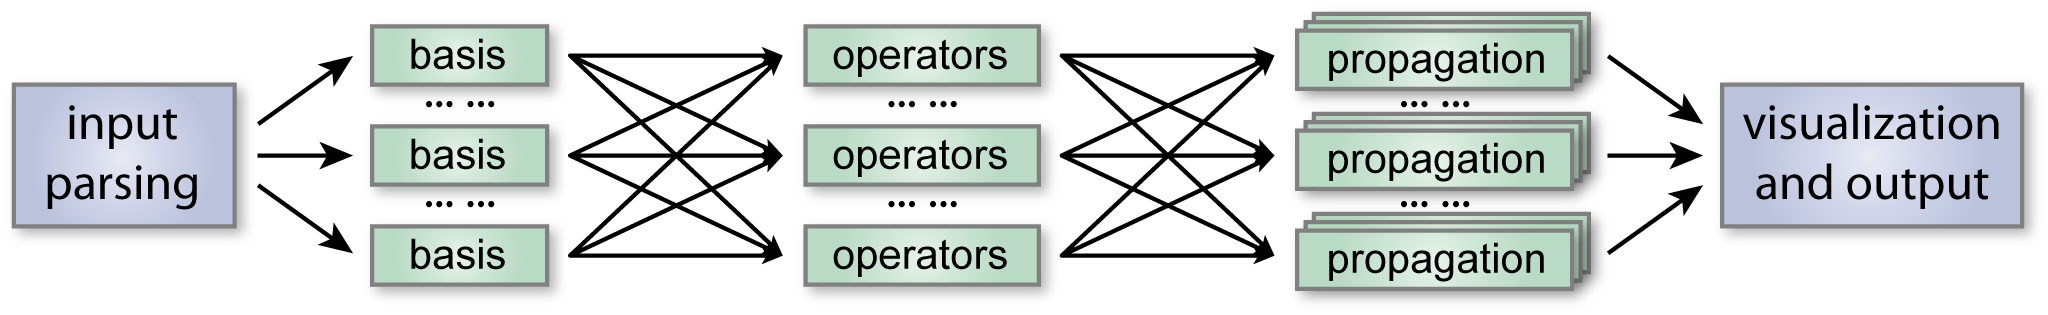 input
parsing
basis
... ...
basis
... ...
basis
operators
... ...
operators
... ...
operators
propagation
... ...
propagation
... ...
propagation
visualization
and output